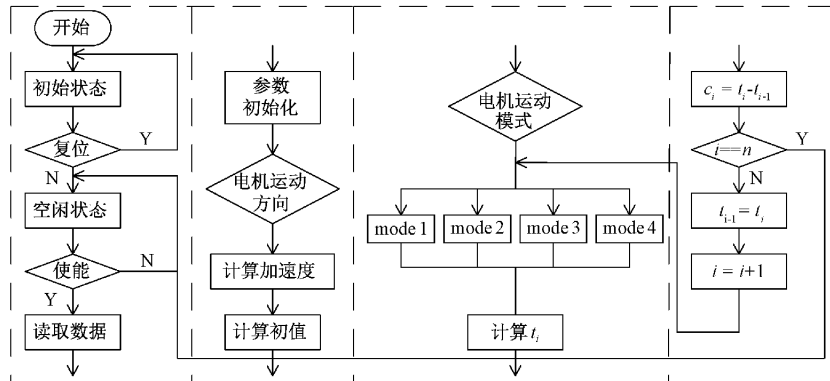 开始
初始状态
复位
Y
N
空闲状态
使能
N
Y
读取数据
参数
初始化
电机运动
方向
计算加速度
计算初值
电机运动
模式
mode 1
mode 2
mode 3
mode 4
计算 tᵢ
cᵢ = tᵢ-tᵢ₋₁
i==n
Y
N
tᵢ₋₁= tᵢ
i = i+1